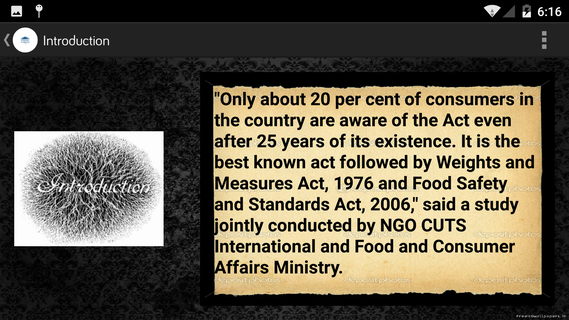 6:16
Introduction
Introduction
"Only about 20 per cent of consumers in
the country are aware of the Act even
after 25 years of its existence. It is the
best known act followed by Weights and
Measures Act, 1976 and Food Safety
and Standards Act, 2006," said a study
jointly conducted by NGO CUTS
International and Food and Consumer
Affairs Ministry.